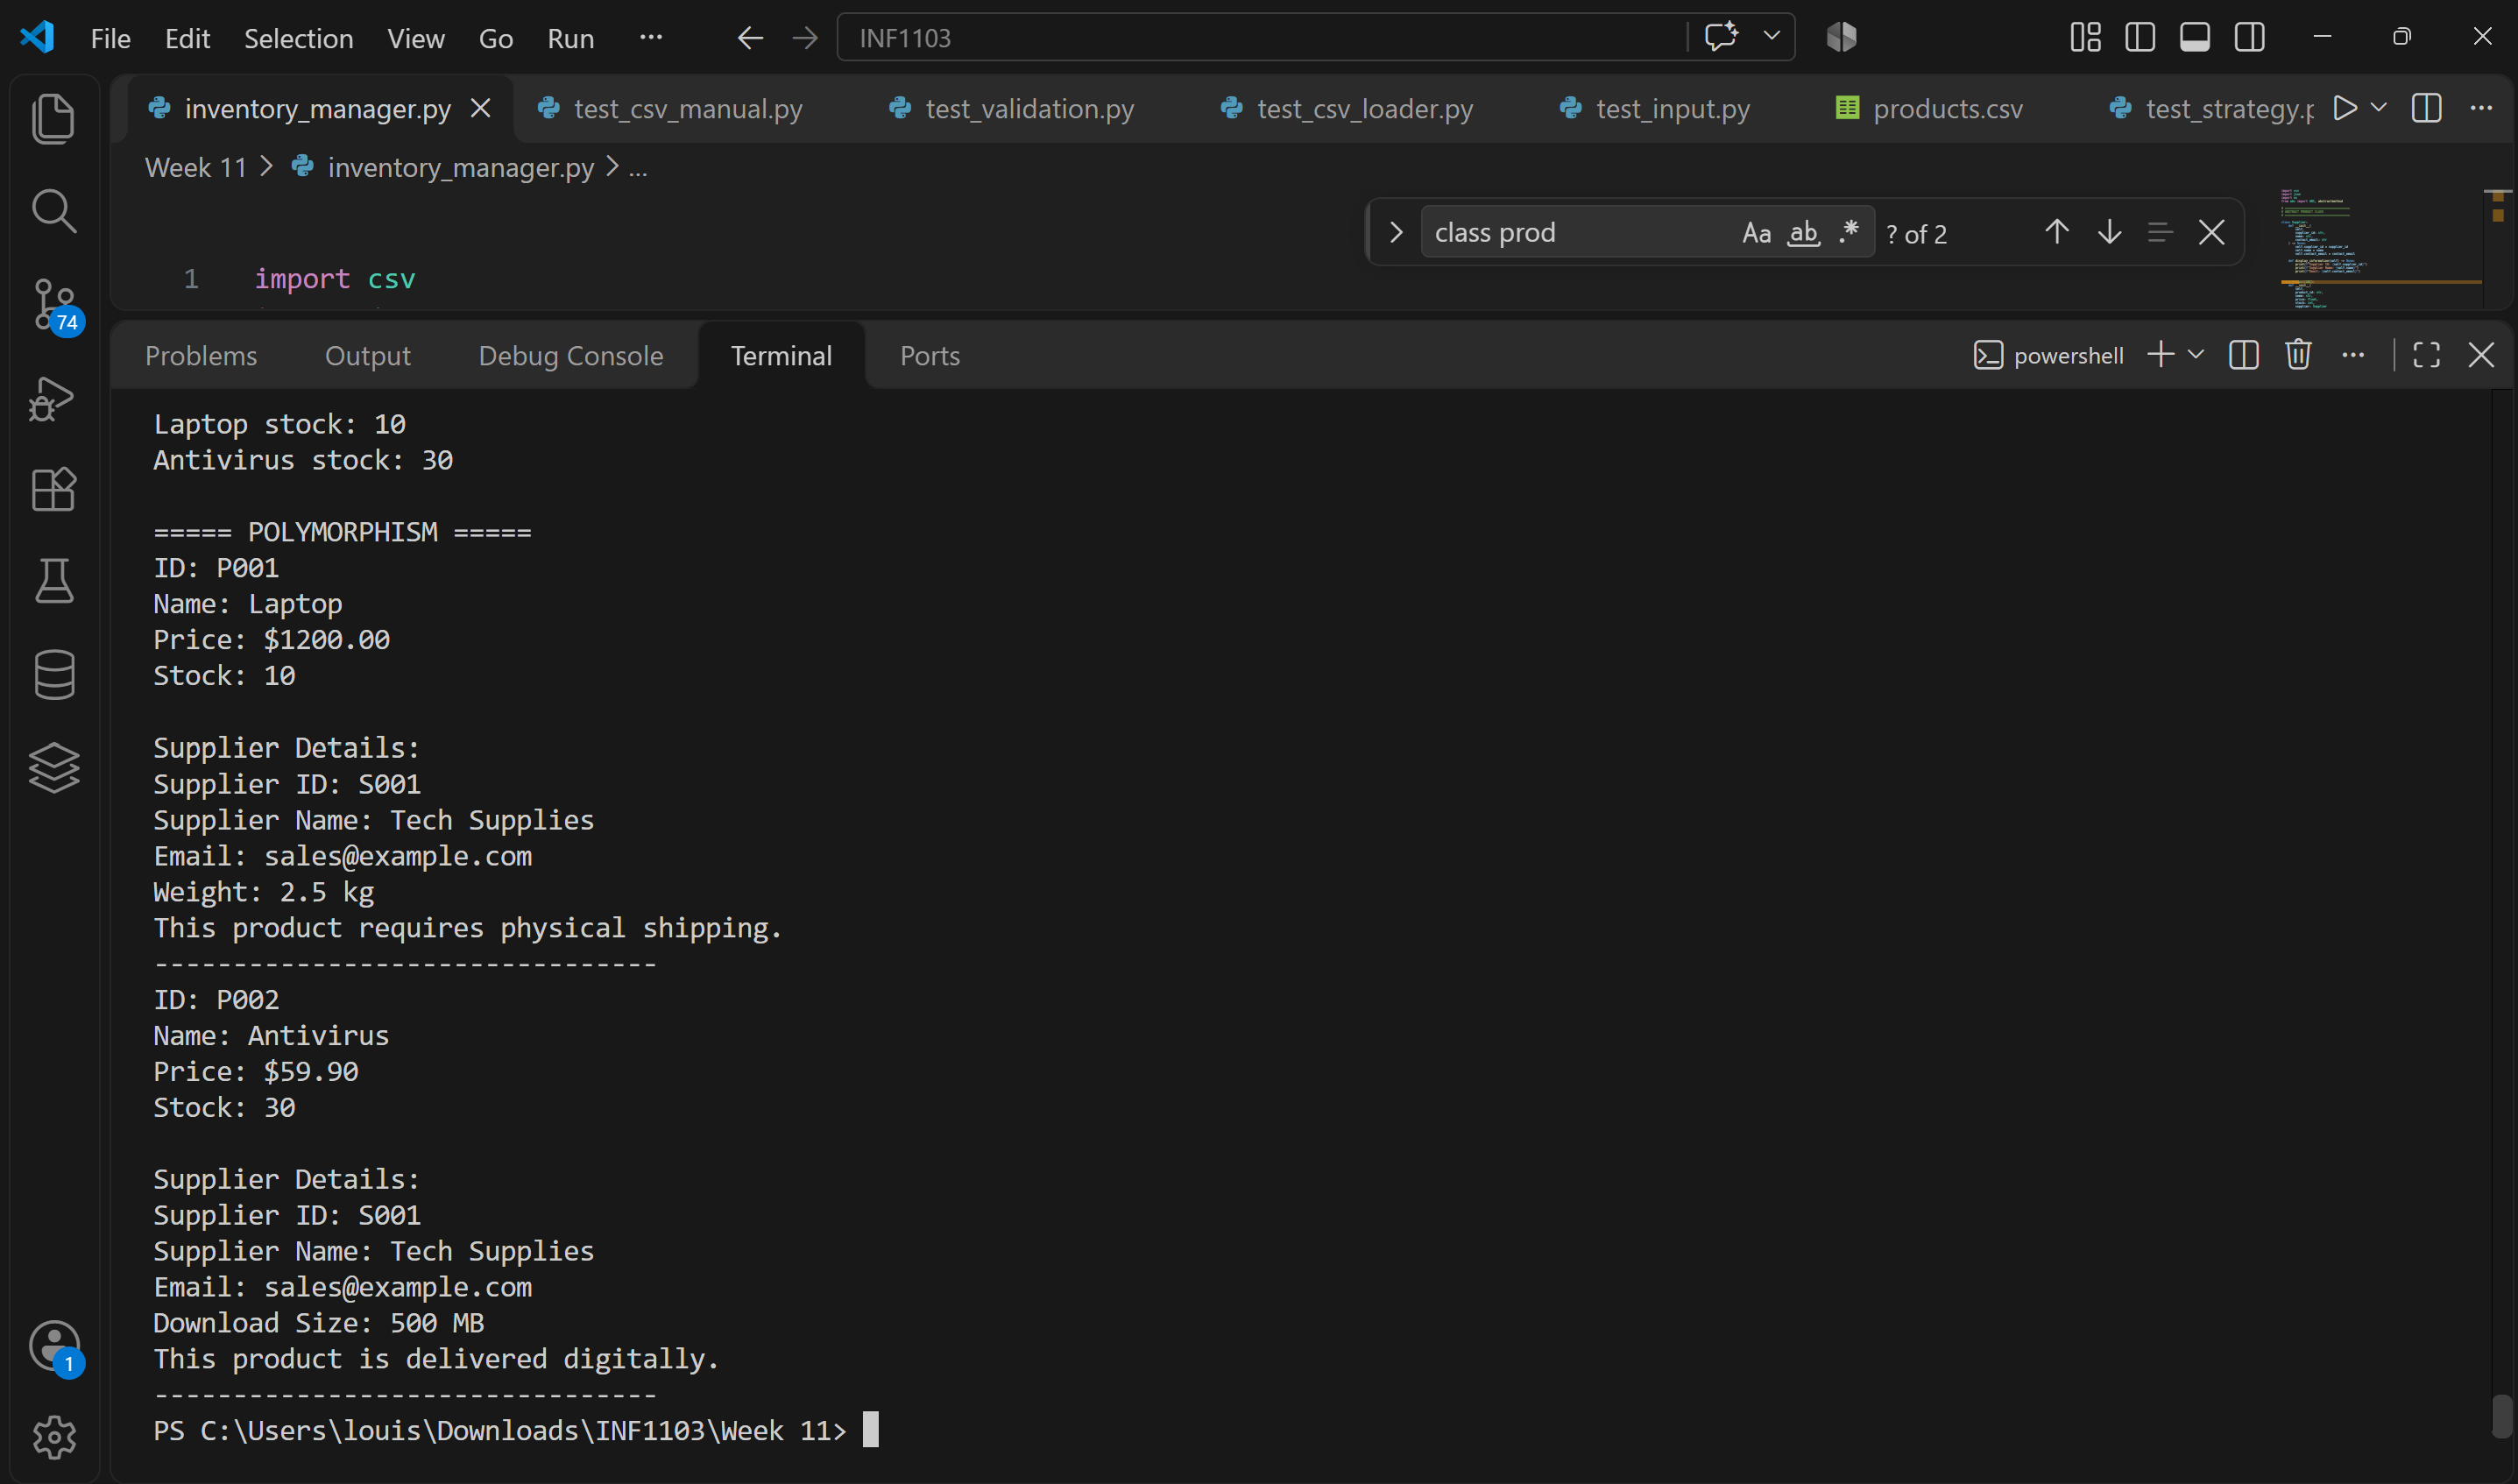 File Edit Selection View Go Run ... INF1103
inventory_manager.py test_csv_manual.py test_validation.py test_csv_loader.py test_input.py products.csv test_strategy.p
Week 11 > inventory_manager.py > ...
class prod Aa ab .* ? of 2
1 import csv
74
Problems Output Debug Console Terminal Ports powershell
Laptop stock: 10
Antivirus stock: 30
===== POLYMORPHISM =====
ID: P001
Name: Laptop
Price: $1200.00
Stock: 10
Supplier Details:
Supplier ID: S001
Supplier Name: Tech Supplies
Email: sales@example.com
Weight: 2.5 kg
This product requires physical shipping.
--------------------------------
ID: P002
Name: Antivirus
Price: $59.90
Stock: 30
Supplier Details:
Supplier ID: S001
Supplier Name: Tech Supplies
Email: sales@example.com
Download Size: 500 MB
This product is delivered digitally.
--------------------------------
1
PS C:\Users\louis\Downloads\INF1103\Week 11>